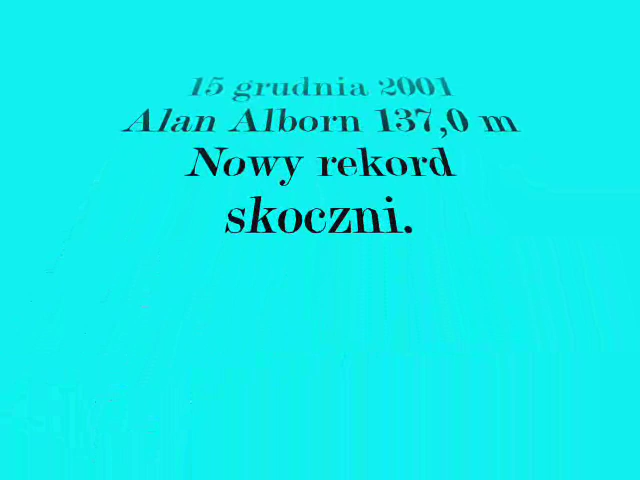 15 grudnia 2001
Alan Alborn 137,0 m
Nowy rekord
skoczni.